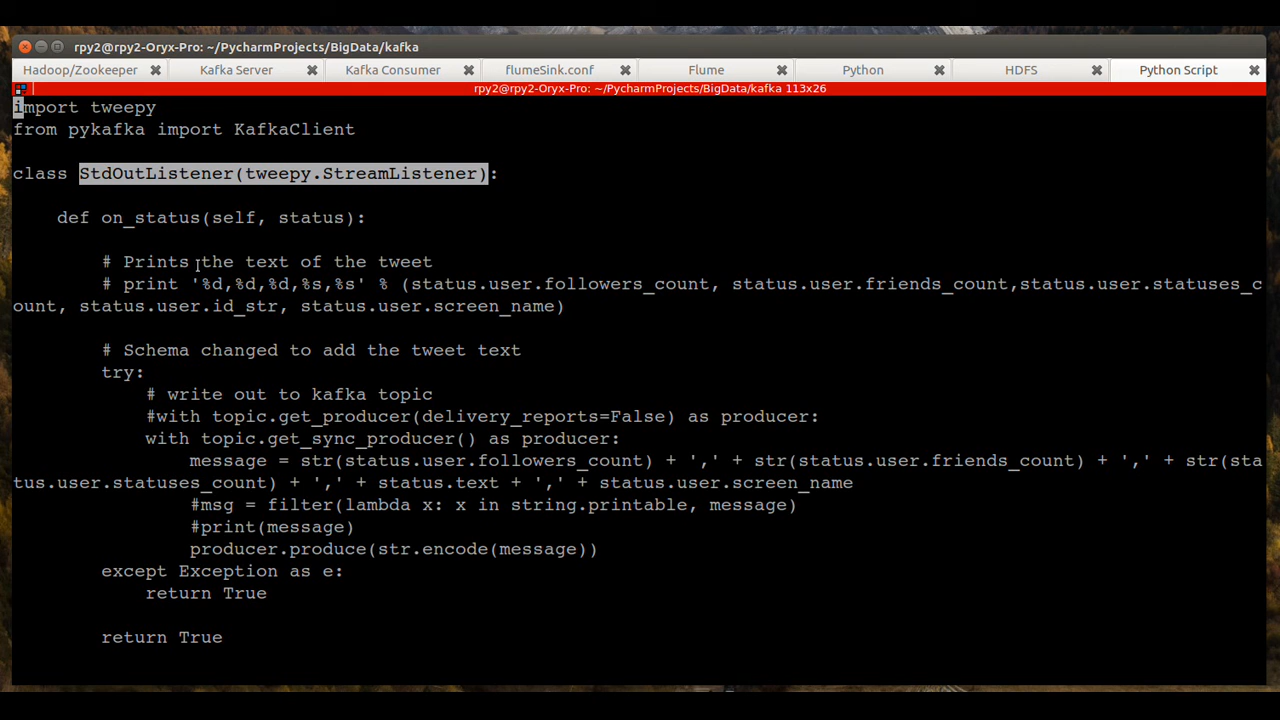 rpy2@rpy2-Oryx-Pro: ~/PycharmProjects/BigData/kafka
Hadoop/Zookeeper Kafka Server Kafka Consumer flumeSink.conf Flume Python HDFS Python Script
rpy2@rpy2-Oryx-Pro: ~/PycharmProjects/BigData/kafka 113x26
import tweepy
from pykafka import KafkaClient
class StdOutListener(tweepy.StreamListener):
def on_status(self, status):
# Prints the text of the tweet
# print '%d,%d,%d,%s,%s' % (status.user.followers_count, status.user.friends_count,status.user.statuses_c
ount, status.user.id_str, status.user.screen_name)
# Schema changed to add the tweet text
try:
# write out to kafka topic
#with topic.get_producer(delivery_reports=False) as producer:
with topic.get_sync_producer() as producer:
message = str(status.user.followers_count) + ',' + str(status.user.friends_count) + ',' + str(sta
tus.user.statuses_count) + ',' + status.text + ',' + status.user.screen_name
#msg = filter(lambda x: x in string.printable, message)
#print(message)
producer.produce(str.encode(message))
except Exception as e:
return True
return True